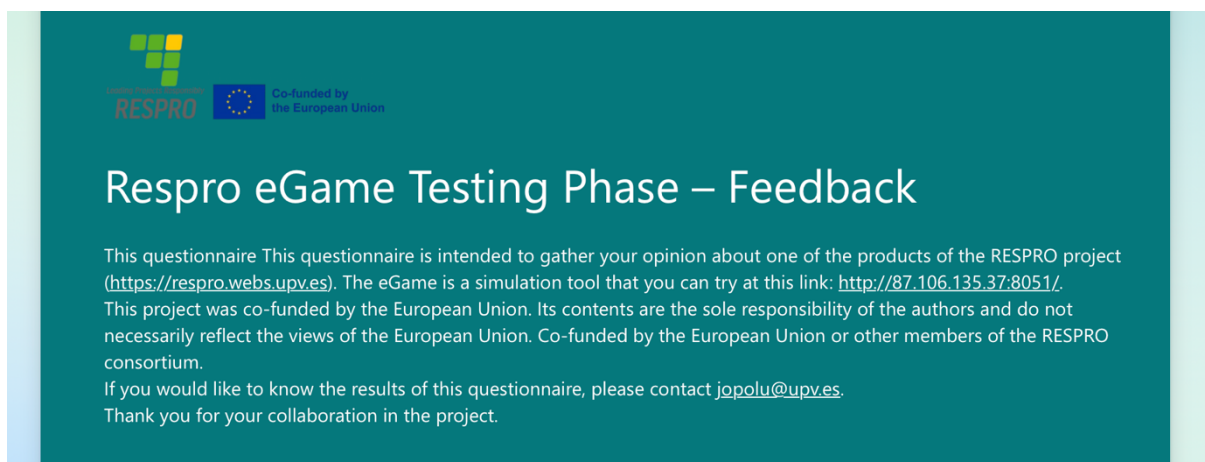 RESPRO
Co-funded by
the European Union
Respro eGame Testing Phase – Feedback
This questionnaire This questionnaire is intended to gather your opinion about one of the products of the RESPRO project
(https://respro.webs.upv.es). The eGame is a simulation tool that you can try at this link: http://87.106.135.37:8051/.
This project was co-funded by the European Union. Its contents are the sole responsibility of the authors and do not
necessarily reflect the views of the European Union. Co-funded by the European Union or other members of the RESPRO
consortium.
If you would like to know the results of this questionnaire, please contact jopolu@upv.es.
Thank you for your collaboration in the project.